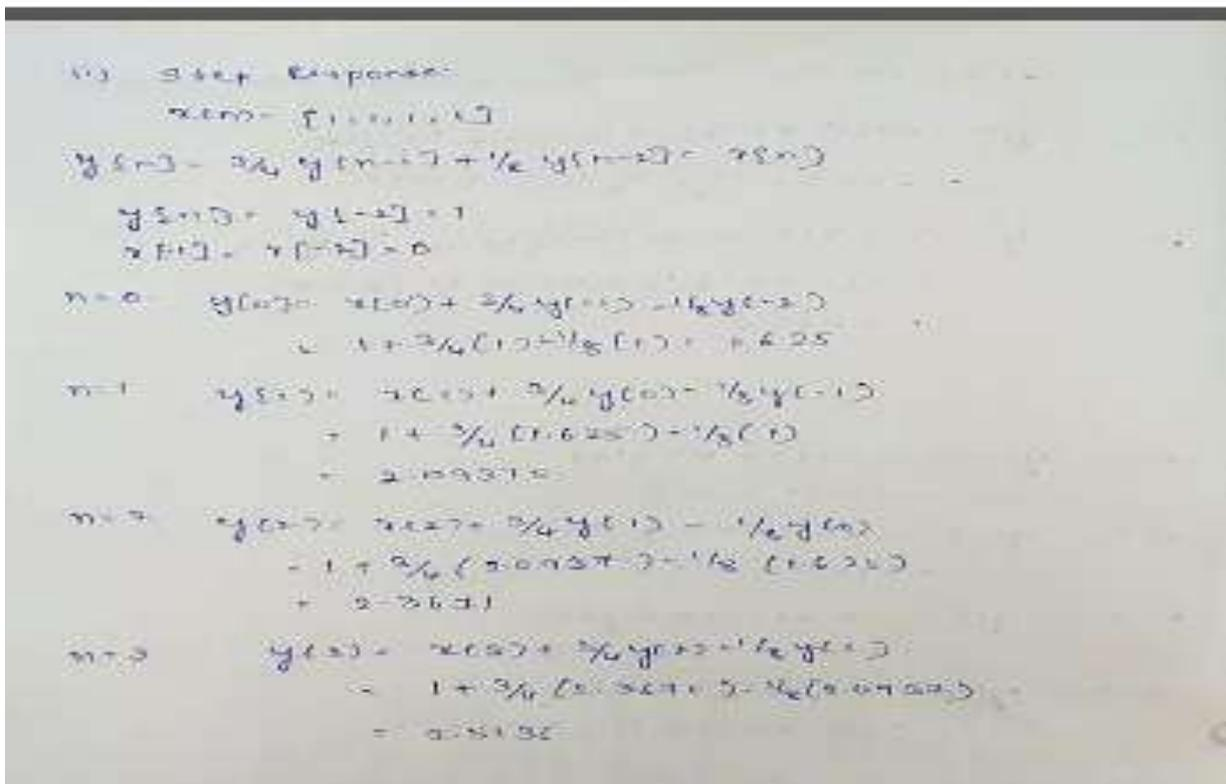 Step Response:
x(n) = [1, 1, 1, 1]
y[n] - 3/4 y[n-1] + 1/8 y[n-2] = x[n]
y[-1] = y[-2] = 1
x[-1] = x[-2] = 0
n=0 y(0) = x(0) + 3/4 y(-1) - 1/8 y(-2)
= 1 + 3/4 (1) - 1/8 (1) = 1.625
n=1 y(1) = x(1) + 3/4 y(0) - 1/8 y(-1)
= 1 + 3/4 (1.625) - 1/8 (1)
= 2.09375
n=2 y(2) = x(2) + 3/4 y(1) - 1/8 y(0)
= 1 + 3/4 (2.0937) - 1/8 (1.625)
= 2.3671
n=3 y(3) = x(3) + 3/4 y(2) - 1/8 y(1)
= 1 + 3/4 (2.3671) - 1/8 (2.0937)